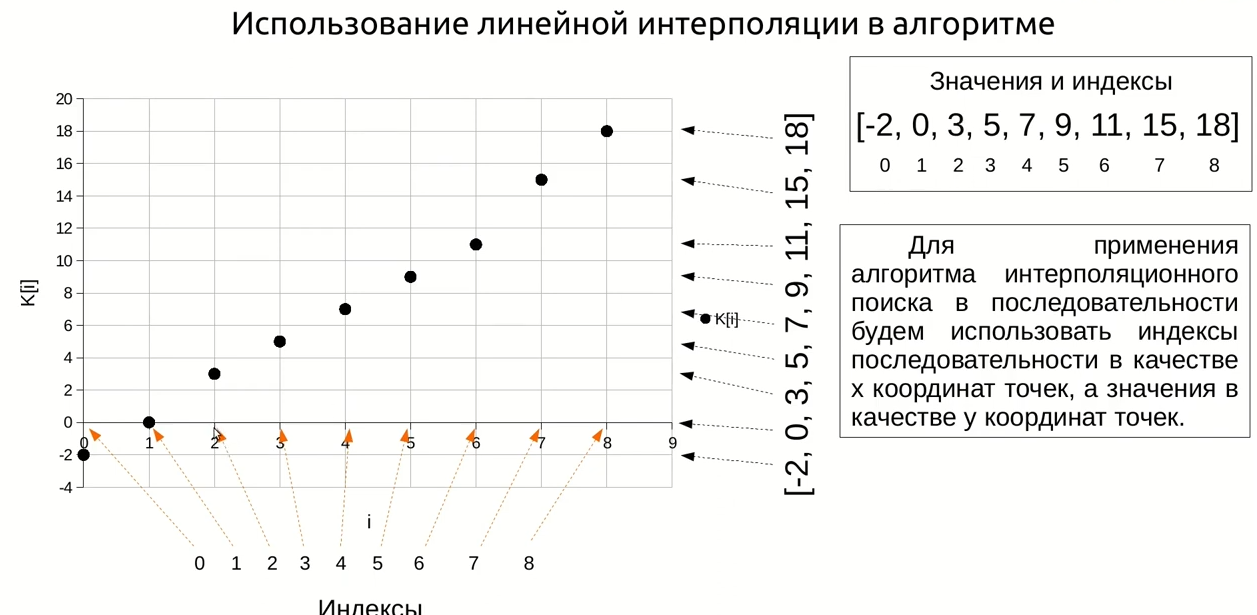 Использование линейной интерполяции в алгоритме
Значения и индексы
[-2, 0, 3, 5, 7, 9, 11, 15, 18]
0 1 2 3 4 5 6 7 8
Для применения
алгоритма интерполяционного
поиска в последовательности
будем использовать индексы
последовательности в качестве
x координат точек, а значения в
качестве y координат точек.
K[i]
20
18
16
14
12
10
8
6
4
2
0
-2
-4
0 1 2 3 4 5 6 7 8 9
i
K[i]
[-2, 0, 3, 5, 7, 9, 11, 15, 18]
0 1 2 3 4 5 6 7 8
Индексы